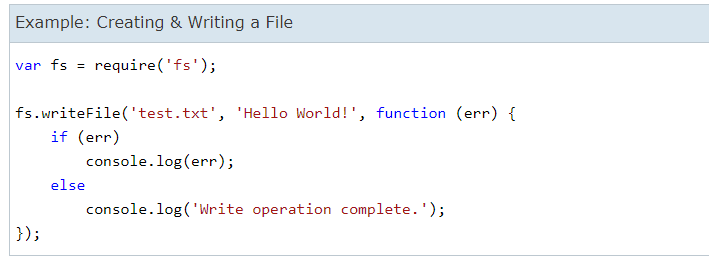 Example: Creating & Writing a File
var fs = require('fs');
fs.writeFile('test.txt', 'Hello World!', function (err) {
    if (err)
        console.log(err);
    else
        console.log('Write operation complete.');
});